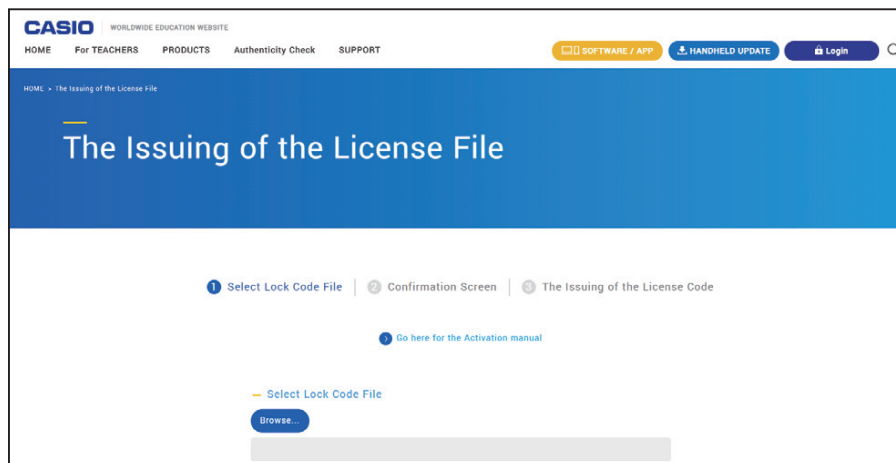 CASIO WORLDWIDE EDUCATION WEBSITE
HOME For TEACHERS PRODUCTS Authenticity Check SUPPORT SOFTWARE / APP HANDHELD UPDATE Login
HOME > The Issuing of the License File
The Issuing of the License File
1 Select Lock Code File 2 Confirmation Screen 3 The Issuing of the License Code
Go here for the Activation manual
Select Lock Code File
Browse...